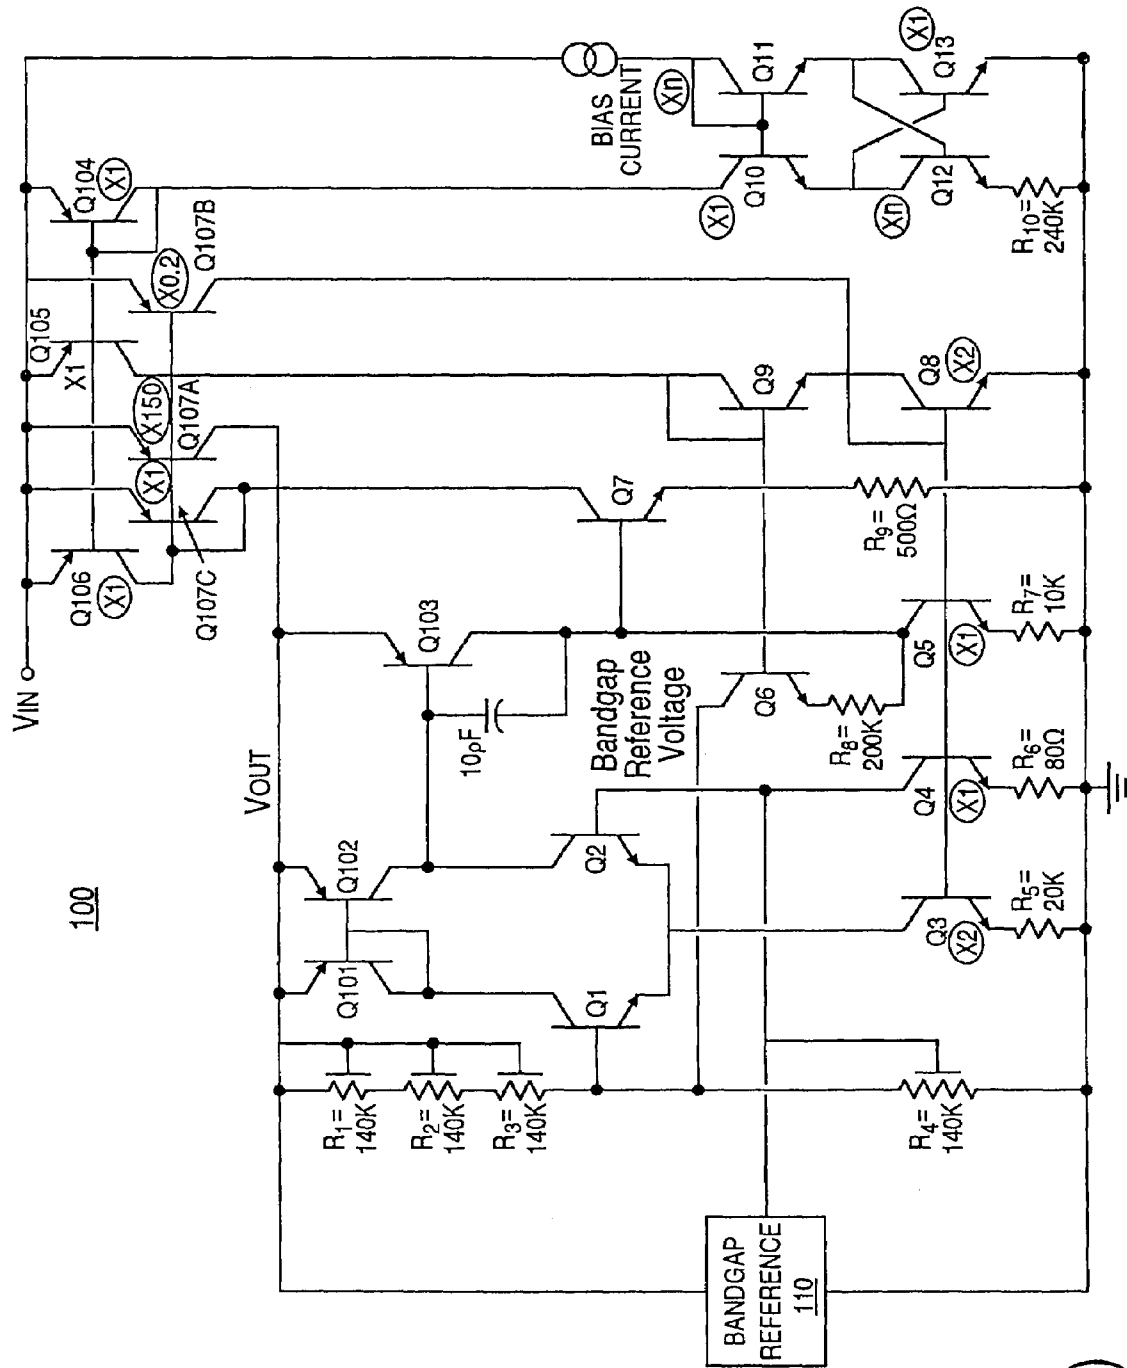 100
VIN
VOUT
Q106
X1
Q107C
X1
X150
Q107A
Q105
X1
X0.2
Q107B
Q104
X1
Q101
Q102
Q103
10pF
R1=
140K
R2=
140K
R3=
140K
Q1
Q2
Bandgap
Reference
Voltage
Q7
Q6
R8=
200K
Q9
BIAS
CURRENT
Xn
Q11
X1
Q10
Xn
Q12
X1
Q13
R10=
240K
BANDGAP
REFERENCE
110
R4=
140K
Q3
X2
R5=
20K
Q4
X1
R6=
80Ω
Q5
X1
R7=
10K
R9=
500Ω
Q8
X2